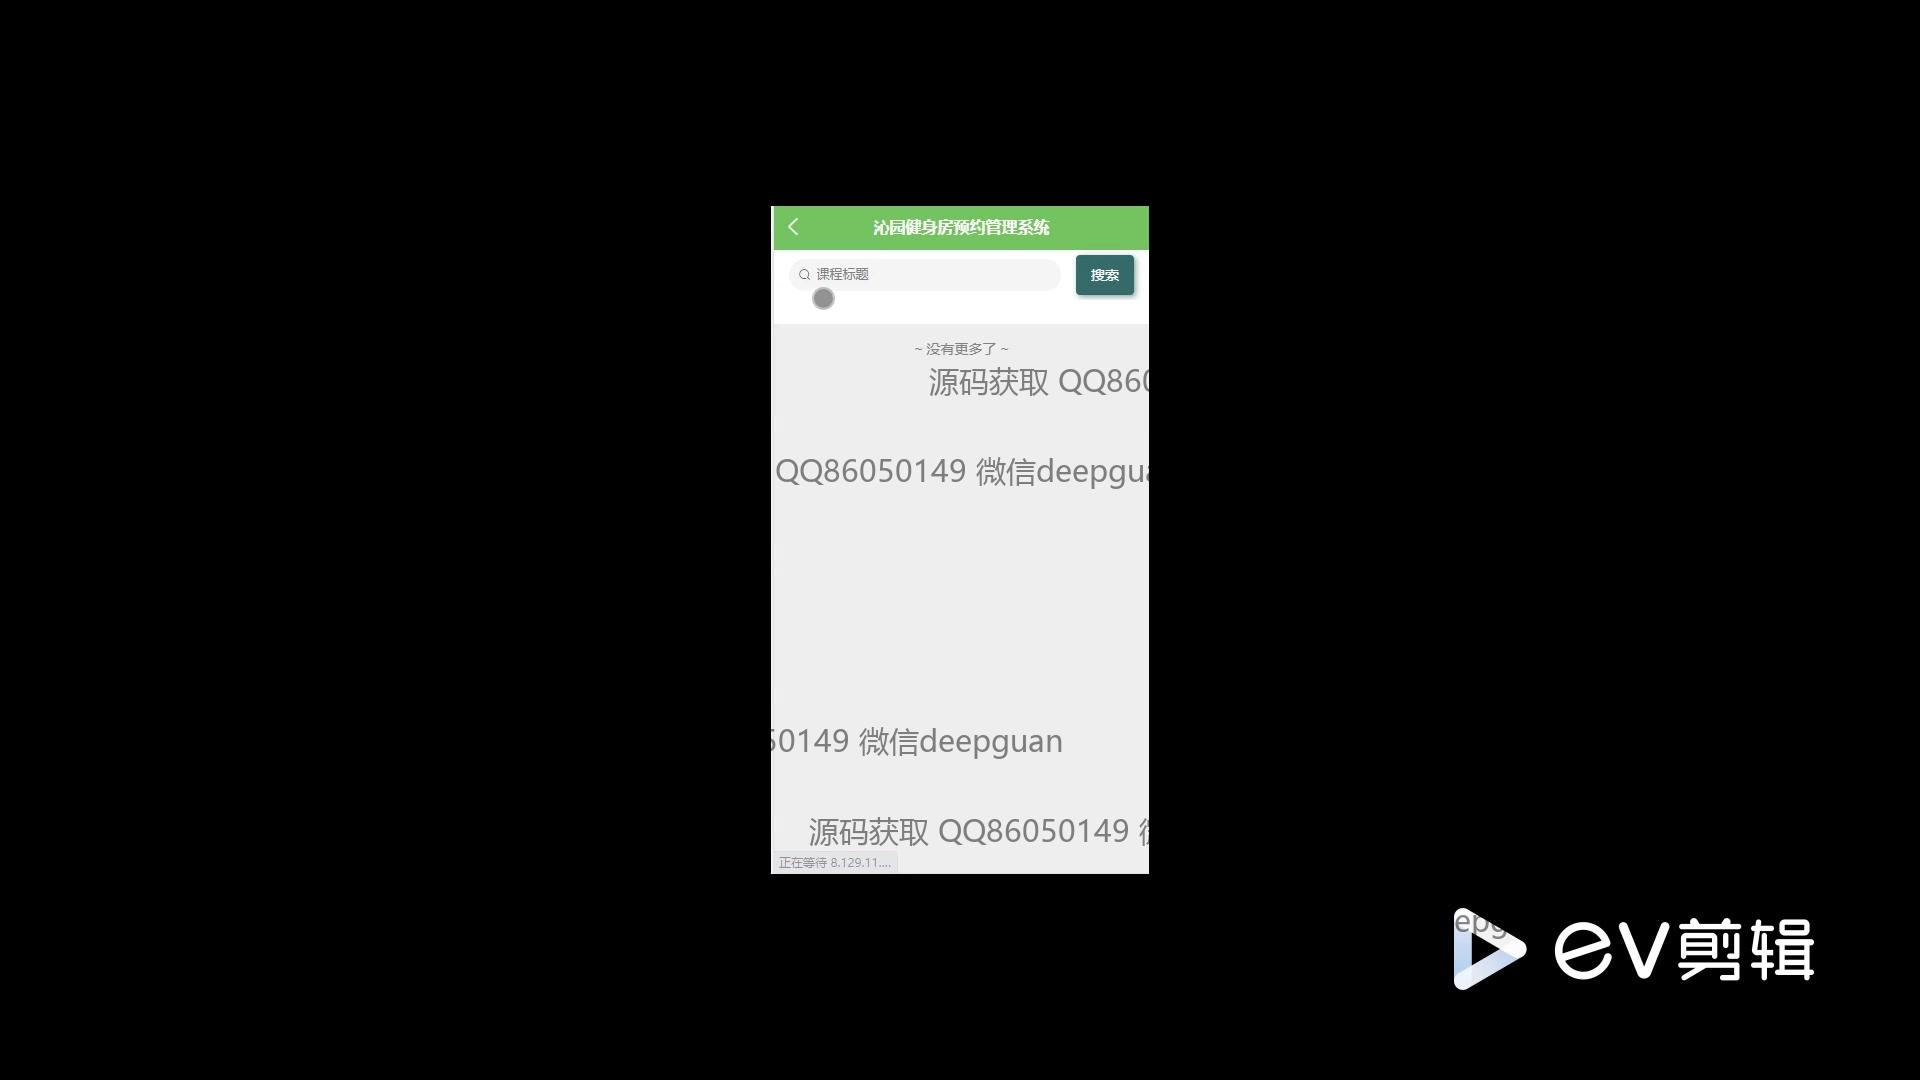 沁园健身房预约管理系统
课程标题
搜索
~ 没有更多了 ~
源码获取 QQ860
QQ86050149 微信deepgua
50149 微信deepguan
源码获取 QQ86050149 微
正在等待 8.129.11....
epg
ev剪辑